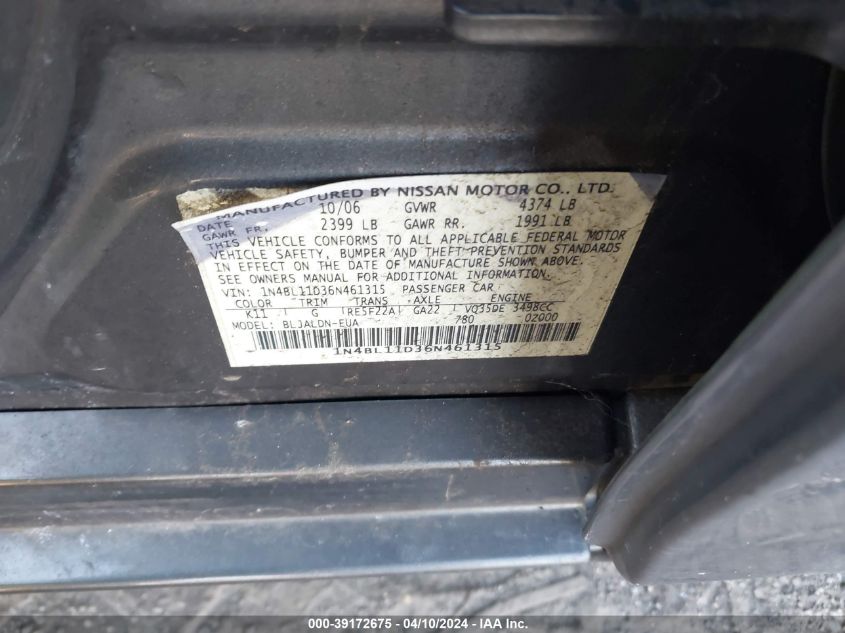 MANUFACTURED BY NISSAN MOTOR CO., LTD.
DATE 10/06 GVWR 4374 LB
GAWR FR. 2399 LB GAWR RR. 1991 LB
THIS VEHICLE CONFORMS TO ALL APPLICABLE FEDERAL MOTOR
VEHICLE SAFETY, BUMPER AND THEFT PREVENTION STANDARDS
IN EFFECT ON THE DATE OF MANUFACTURE SHOWN ABOVE.
SEE OWNERS MANUAL FOR ADDITIONAL INFORMATION.
VIN: 1N4BL11D36N461315 PASSENGER CAR
COLOR TRIM TRANS AXLE ENGINE
K11 G RE5F22A GA22 VQ35DE 3498CC
MODEL: BLJALDN-EUA 780 02000
1N4BL11D36N461315
000-39172675 - 04/10/2024 - © IAA Holdings, LLC.